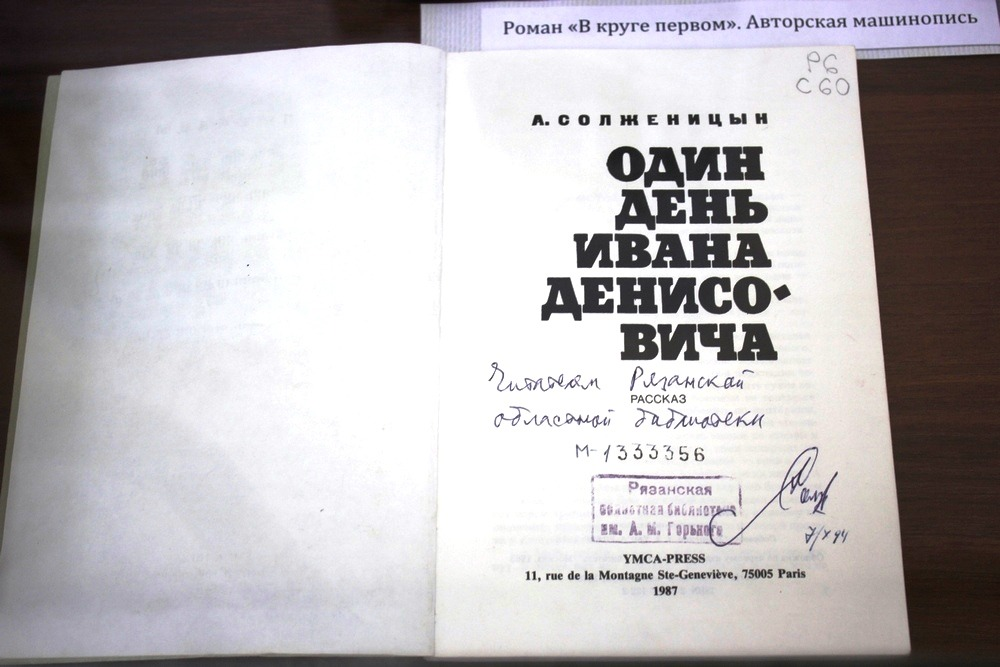 Роман «В круге первом». Авторская машинопись
Р6
С60
А. СОЛЖЕНИЦЫН
ОДИН
ДЕНЬ
ИВАНА
ДЕНИСО-
ВИЧА
Читателям Рязанской
РАССКАЗ
областной библиотеки
М-1333356
Рязанская
областная библиотека
им. А. М. Горького
7/X 94
YMCA-PRESS
11, rue de la Montagne Ste-Geneviève, 75005 Paris
1987